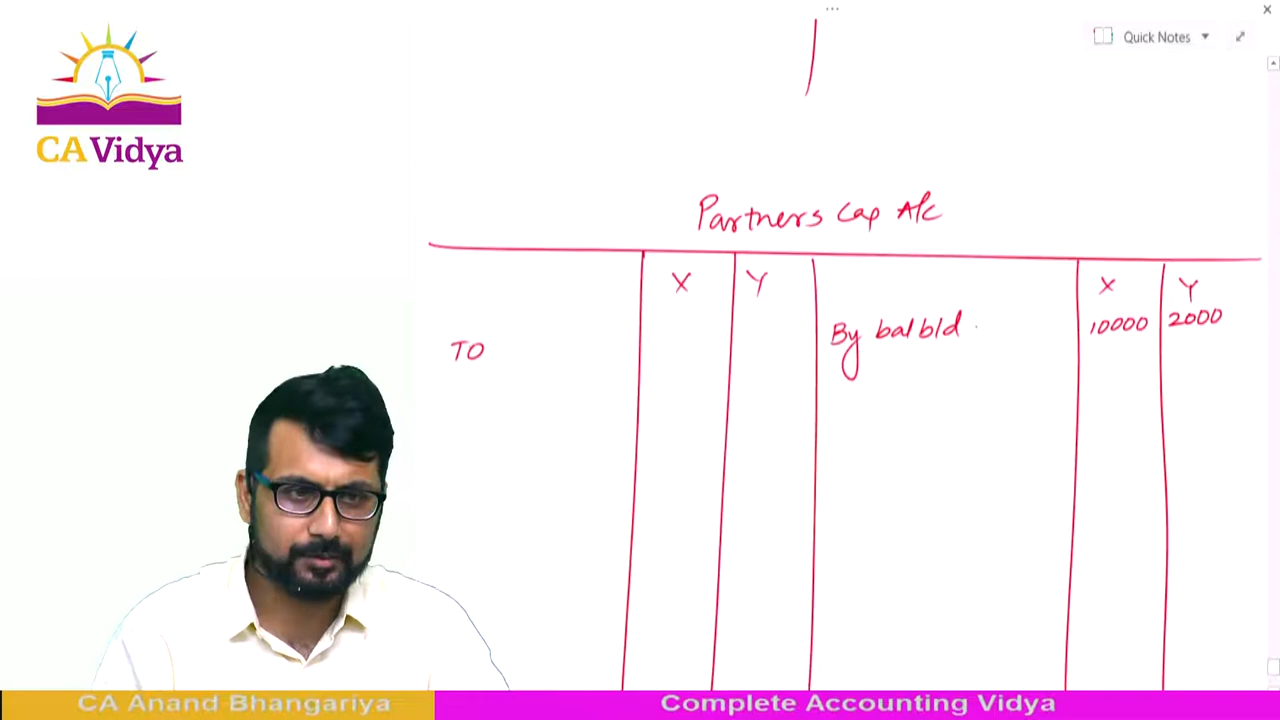 CA Vidya
Quick Notes
Partners Cap A/c
X Y X Y
By bal b/d 10000 2000
TO
CA Anand Bhangariya
Complete Accounting Vidya